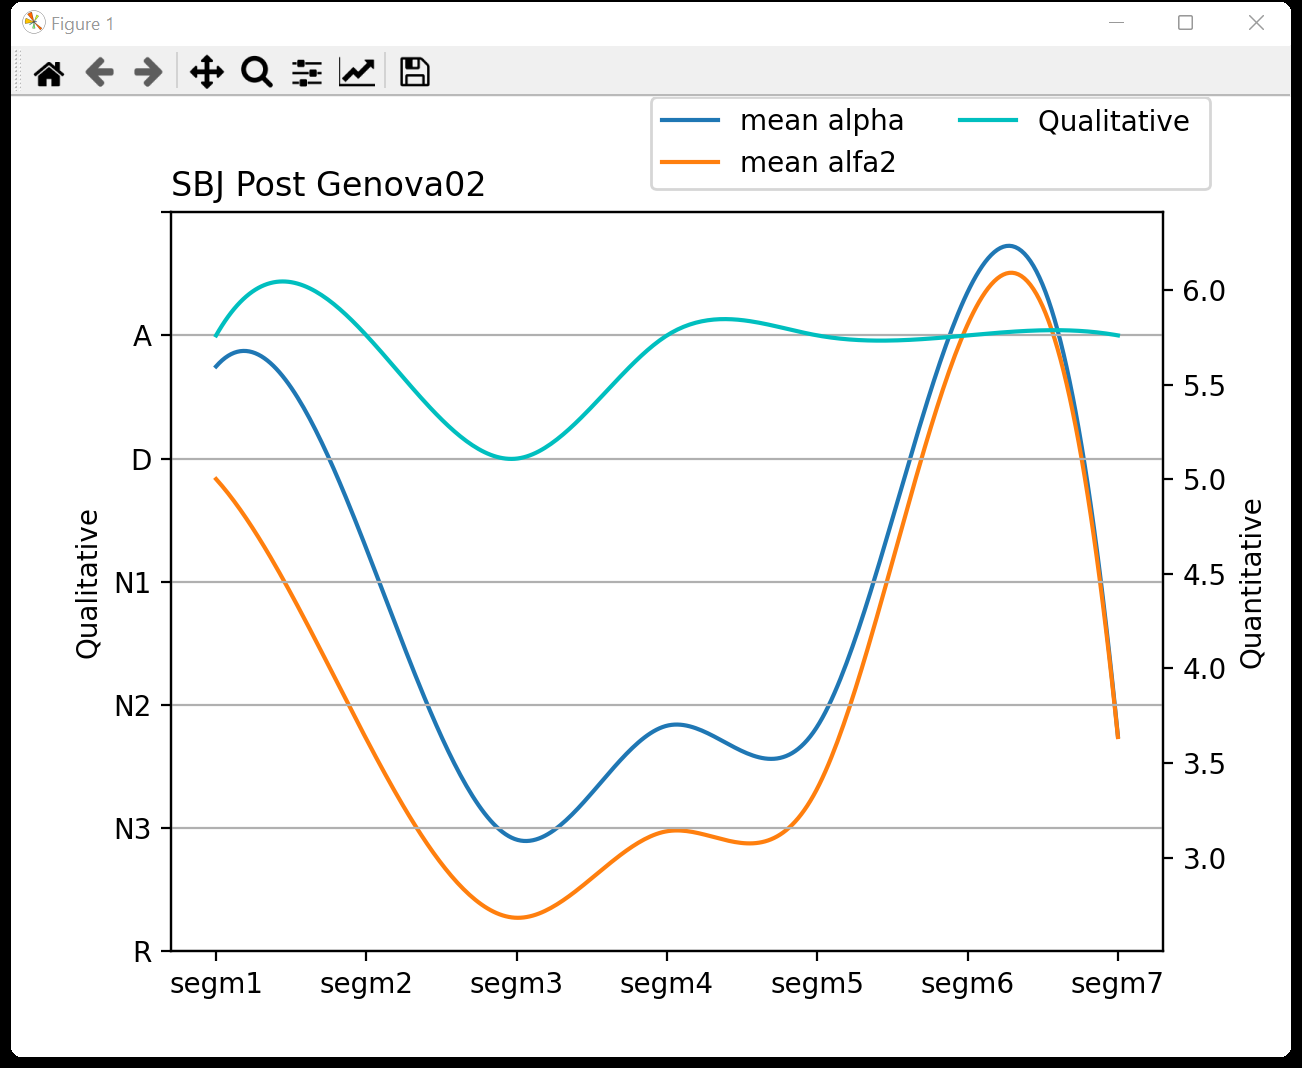 Figure 1
mean alpha
mean alfa2
Qualitative
SBJ Post Genova02
A
D
N1
N2
N3
R
Qualitative
6.0
5.5
5.0
4.5
4.0
3.5
3.0
Quantitative
segm1 segm2 segm3 segm4 segm5 segm6 segm7